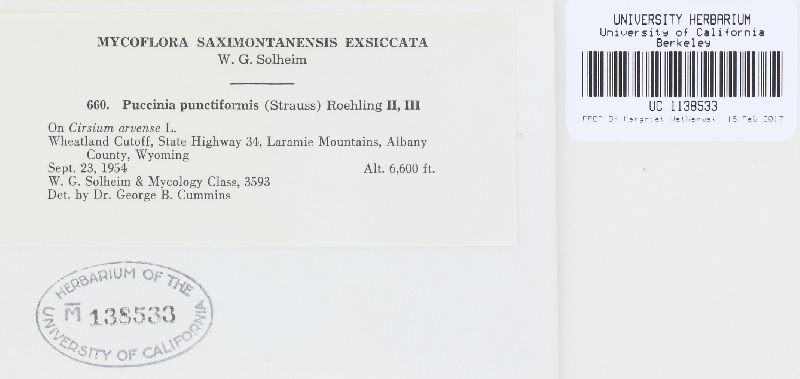 MYCOFLORA SAXIMONTANENSIS EXSICCATA
W. G. Solheim
660. Puccinia punctiformis (Strauss) Roehling II, III
On Cirsium arvense L.
Wheatland Cutoff, State Highway 34, Laramie Mountains, Albany
County, Wyoming
Sept. 23, 1954 Alt. 6,600 ft.
W. G. Solheim & Mycology Class, 3593
Det. by Dr. George B. Cummins
HERBARIUM OF THE
M 138533
UNIVERSITY OF CALIFORNIA
UNIVERSITY HERBARIUM
University of California
Berkeley
UC 1138533
Margriet Wetherwax 15 Feb 2017